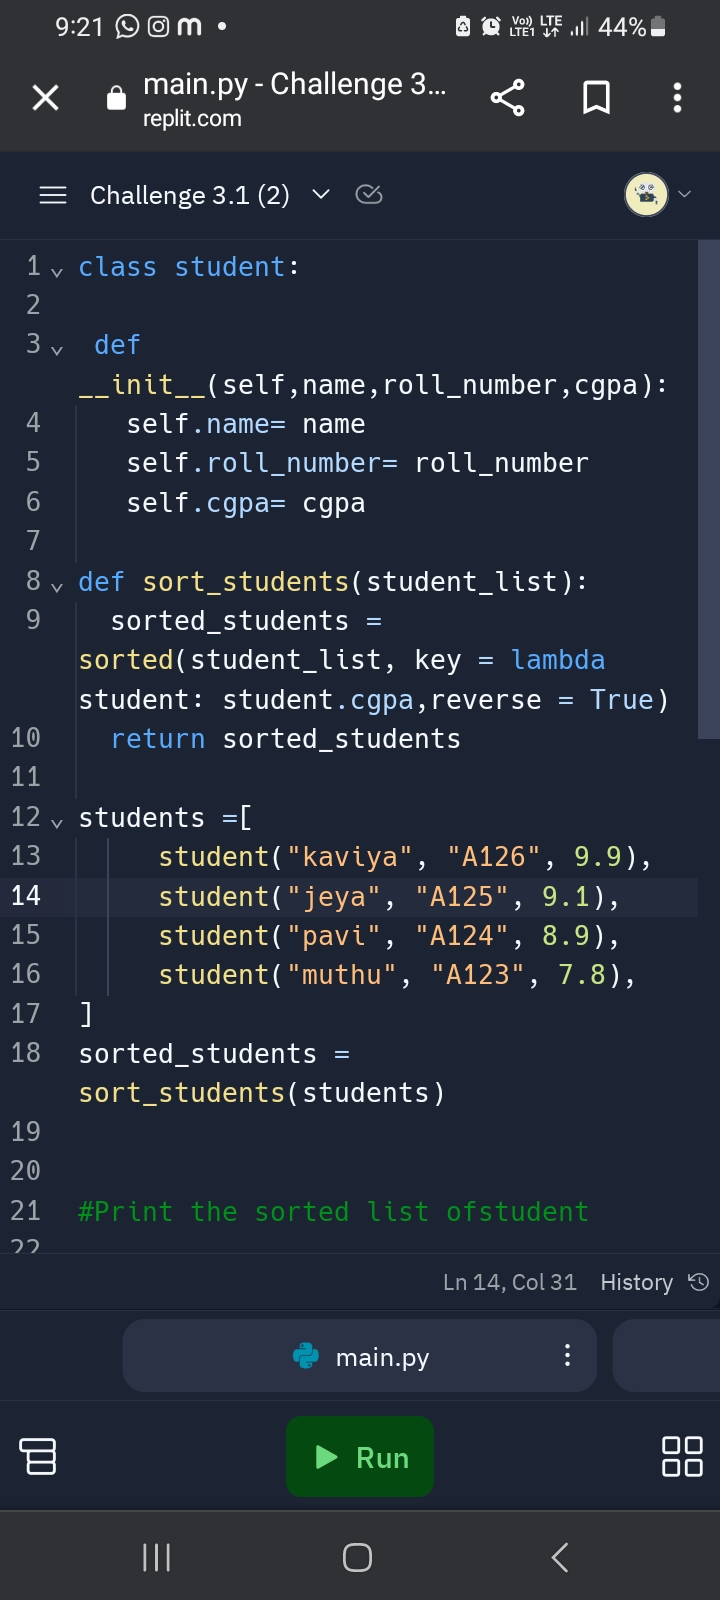 9:21 Vo)) LTE1 LTE 44%
main.py - Challenge 3...
replit.com
Challenge 3.1 (2)
1 class student:
2
3  def
__init__(self,name,roll_number,cgpa):
4    self.name= name
5    self.roll_number= roll_number
6    self.cgpa= cgpa
7
8 def sort_students(student_list):
9   sorted_students =
sorted(student_list, key = lambda
student: student.cgpa,reverse = True)
10   return sorted_students
11
12 students =[
13      student("kaviya", "A126", 9.9),
14      student("jeya", "A125", 9.1),
15      student("pavi", "A124", 8.9),
16      student("muthu", "A123", 7.8),
17 ]
18 sorted_students =
sort_students(students)
19
20
21 #Print the sorted list ofstudent
22
Ln 14, Col 31 History
main.py
Run